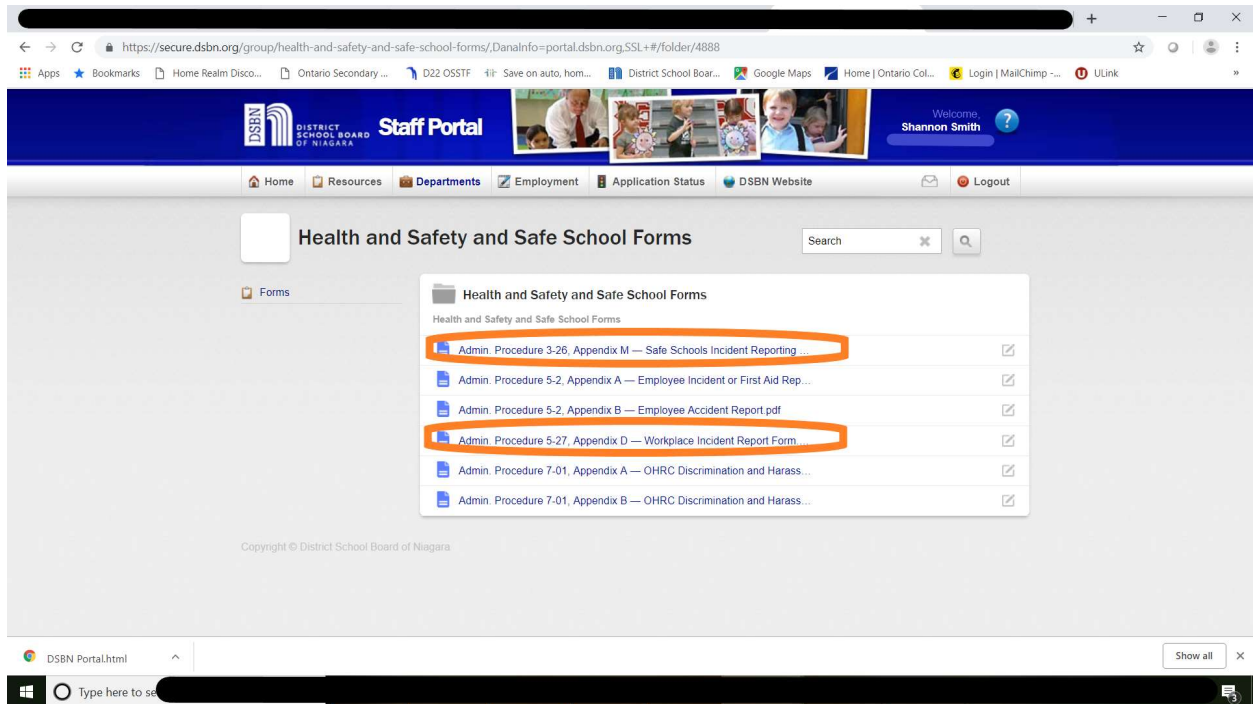 https://secure.dsbn.org/group/health-and-safety-and-safe-school-forms/,DanaInfo=portal.dsbn.org,SSL+#/folder/4888
Apps Bookmarks Home Realm Disco... Ontario Secondary ... D22 OSSTF Save on auto, hom... District School Boar... Google Maps Home | Ontario Col... Login | MailChimp -... ULink »
DSBN
DISTRICT
SCHOOL BOARD
OF NIAGARA
Staff Portal
Welcome,
Shannon Smith
?
Home Resources Departments Employment Application Status DSBN Website Logout
Health and Safety and Safe School Forms
Search
Forms
Health and Safety and Safe School Forms
Health and Safety and Safe School Forms
Admin. Procedure 3-26, Appendix M — Safe Schools Incident Reporting ...
Admin. Procedure 5-2, Appendix A — Employee Incident or First Aid Rep...
Admin. Procedure 5-2, Appendix B — Employee Accident Report.pdf
Admin. Procedure 5-27, Appendix D — Workplace Incident Report Form....
Admin. Procedure 7-01, Appendix A — OHRC Discrimination and Harass...
Admin. Procedure 7-01, Appendix B — OHRC Discrimination and Harass...
Copyright © District School Board of Niagara.
DSBN Portal.html
Show all
Type here to se
3